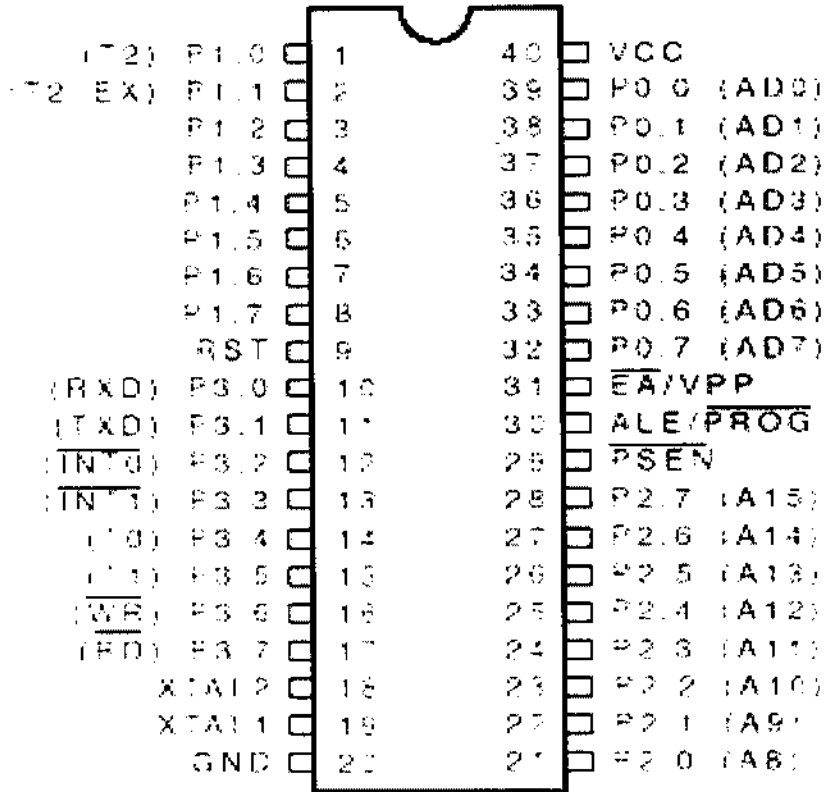 (T2) P1.0 1 40 VCC
(T2 EX) P1.1 2 39 P0.0 (AD0)
P1.2 3 38 P0.1 (AD1)
P1.3 4 37 P0.2 (AD2)
P1.4 5 36 P0.3 (AD3)
P1.5 6 35 P0.4 (AD4)
P1.6 7 34 P0.5 (AD5)
P1.7 8 33 P0.6 (AD6)
RST 9 32 P0.7 (AD7)
(RXD) P3.0 10 31 EA/VPP
(TXD) P3.1 11 30 ALE/PROG
(INT0) P3.2 12 29 PSEN
(INT1) P3.3 13 28 P2.7 (A15)
(T0) P3.4 14 27 P2.6 (A14)
(T1) P3.5 15 26 P2.5 (A13)
(WR) P3.6 16 25 P2.4 (A12)
(RD) P3.7 17 24 P2.3 (A11)
XTAL2 18 23 P2.2 (A10)
XTAL1 19 22 P2.1 (A9)
GND 20 21 P2.0 (A8)